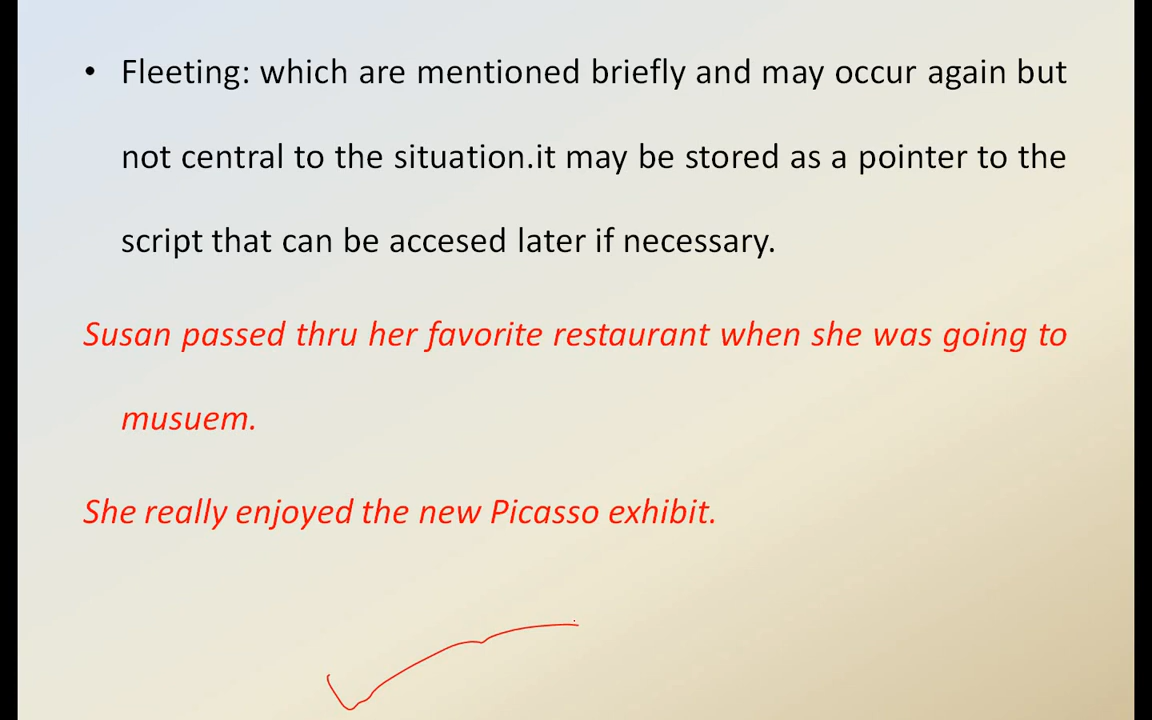 • Fleeting: which are mentioned briefly and may occur again but
not central to the situation.it may be stored as a pointer to the
script that can be accesed later if necessary.
Susan passed thru her favorite restaurant when she was going to
musuem.
She really enjoyed the new Picasso exhibit.